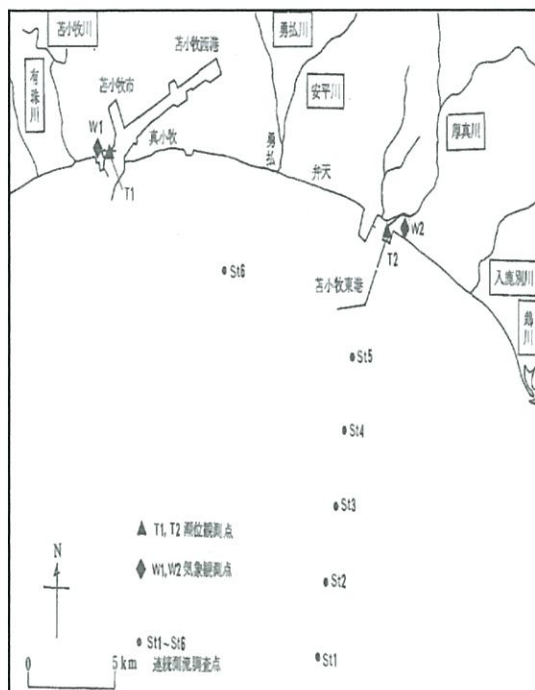 苫小牧川
勇払川
苫小牧西港
有珠川
苫小牧市
安平川
厚真川
W1
真小牧
勇払
弁天
T1
W2
T2
St6
苫小牧東港
入鹿別川
鵡川
St5
St4
St3
▲ T1, T2 潮位観測点
◆ W1, W2 気象観測点
N
St2
● St1~St6
連続測流調査点
0 5 km
St1